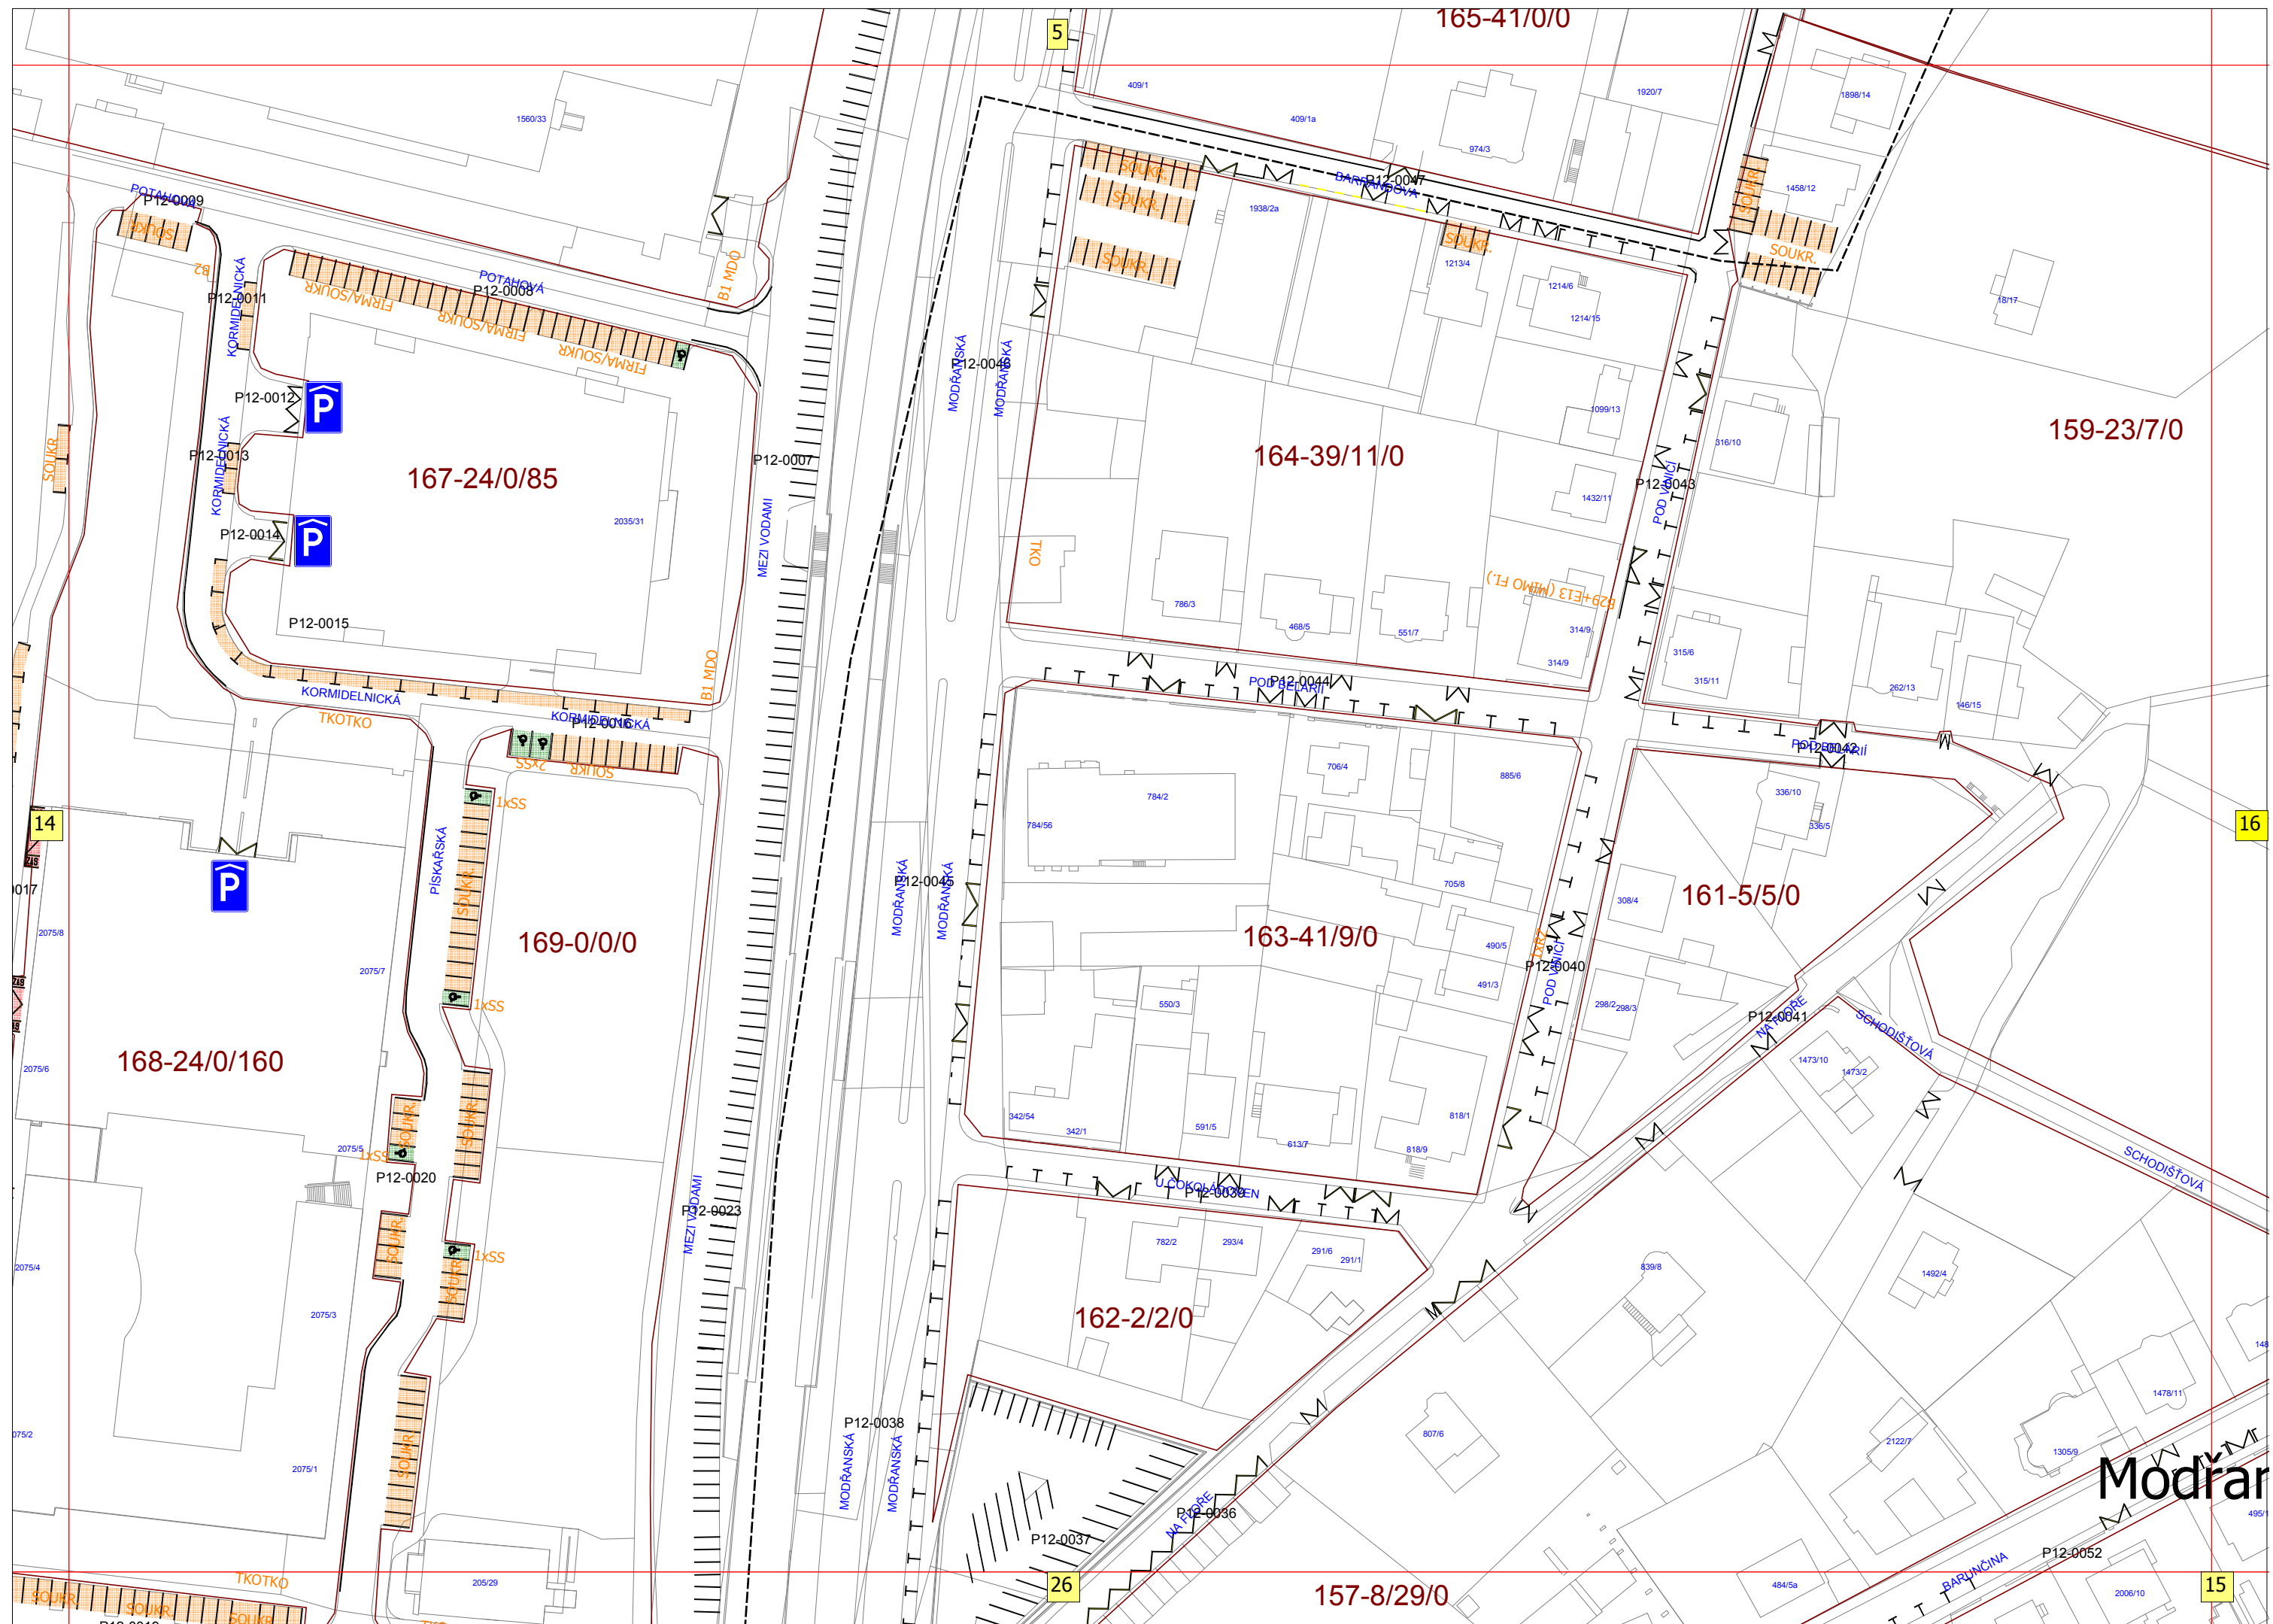 165-41/0/0
5
409/1
409/1a
974/3
1920/7
1898/14
1560/33
1458/12
SOUKR.
SOUKR.
SOUKR.
SOUKR.
SOUKR.
SOUKR.
BARRANDOVA
P12-0047
1938/2a
1213/4
1214/6
1214/15
18/17
POTAHOVÁ
P12-0009
SOUKR.
B2
KORMIDELNICKÁ
P12-0011
POTAHOVÁ
P12-0008
FIRMA/SOUKR
FIRMA/SOUKR
FIRMA/SOUKR
B1 MDO
P12-0012
P
P12-0013
KORMIDELNICKÁ
P12-0014
P
P12-0015
SOUKR.
167-24/0/85
2035/31
P12-0007
MEZI VODAMI
MODŘANSKÁ
P12-0046
MODŘANSKÁ
164-39/11/0
159-23/7/0
1099/13
316/10
1432/11
P12-0043
POD VINICÍ
TKO
786/3
468/5
551/7
B29+E13 (MIMO FI.)
314/9
314/9
315/6
315/11
262/13
146/15
KORMIDELNICKÁ
TKOTKO
B1 MDO
KORMIDELNICKÁ
P12-0016
2xSS
SOUKR.
POD BELÁRIÍ
P12-0044
POD BELÁRIÍ
P12-0042
706/4
885/6
784/2
784/56
705/8
336/10
336/5
14
16
1xSS
PÍSKAŘSKÁ
SOUKR.
P
2075/8
2075/7
169-0/0/0
1xSS
MODŘANSKÁ
P12-0045
MODŘANSKÁ
163-41/9/0
161-5/5/0
308/4
490/5
491/3
1xR2
P12-0040
POD VINICÍ
298/2
298/3
550/3
P12-0041
NA FLOŘE
SCHODIŠŤOVÁ
1473/10
1473/2
168-24/0/160
2075/6
342/54
342/1
591/5
613/7
818/1
818/9
2075/5
SOUKR.
SOUKR.
1xSS
P12-0020
SOUKR.
1xSS
SOUKR.
P12-0023
MEZI VODAMI
U ČOKOLÁDOVEN
P12-0039
SCHODIŠŤOVÁ
782/2
293/4
291/6
291/1
839/8
1492/4
2075/4
2075/3
162-2/2/0
1478/11
P12-0038
MODŘANSKÁ
MODŘANSKÁ
807/6
2122/7
1305/9
Modřan
2075/1
SOUKR.
NA FLOŘE
P12-0036
P12-0037
P12-0052
BARUNČINA
TKOTKO
205/29
26
157-8/29/0
484/5a
2006/10
15
SOUKR.
SOUKR.
SOUKR.